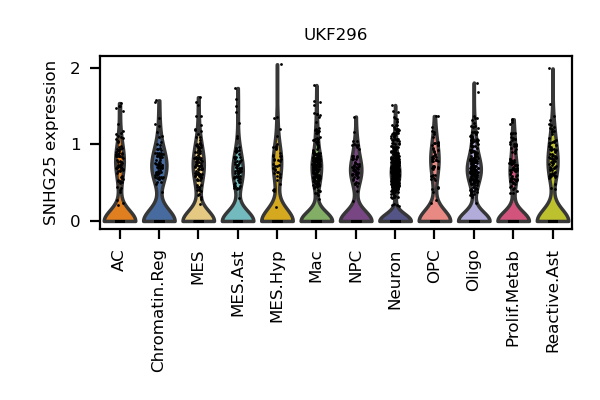 UKF296
SNHG25 expression
2
1
0
AC
Chromatin.Reg
MES
MES.Ast
MES.Hyp
Mac
NPC
Neuron
OPC
Oligo
Prolif.Metab
Reactive.Ast